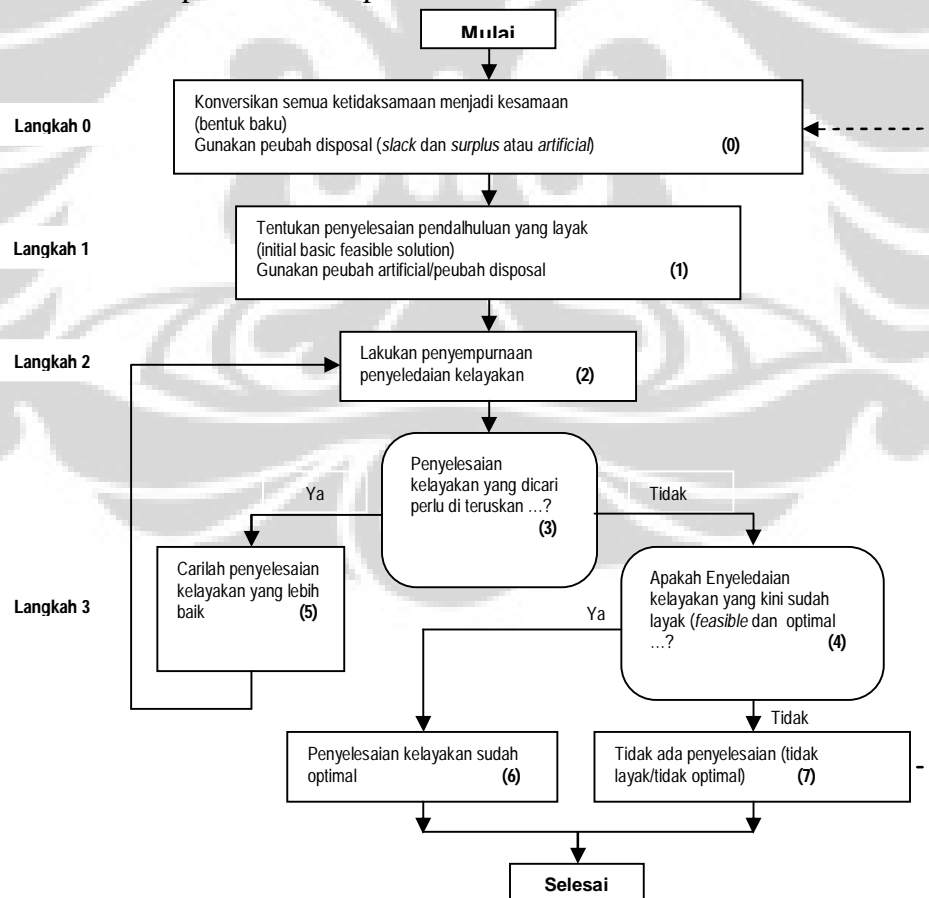 Mulai
Langkah 0
Konversikan semua ketidaksamaan menjadi kesamaan
(bentuk baku)
Gunakan peubah disposal (slack dan surplus atau artificial) (0)
Langkah 1
Tentukan penyelesaian pendalhuluan yang layak
(initial basic feasible solution)
Gunakan peubah artificial/peubah disposal (1)
Langkah 2
Lakukan penyempurnaan
penyeledaian kelayakan (2)
Penyelesaian
kelayakan yang dicari
perlu di teruskan …?
(3)
Ya
Tidak
Langkah 3
Carilah penyelesaian
kelayakan yang lebih
baik (5)
Apakah Enyeledaian
kelayakan yang kini sudah
layak (feasible dan optimal
…? (4)
Ya
Tidak
Penyelesaian kelayakan sudah
optimal (6)
Tidak ada penyelesaian (tidak
layak/tidak optimal) (7)
Selesai